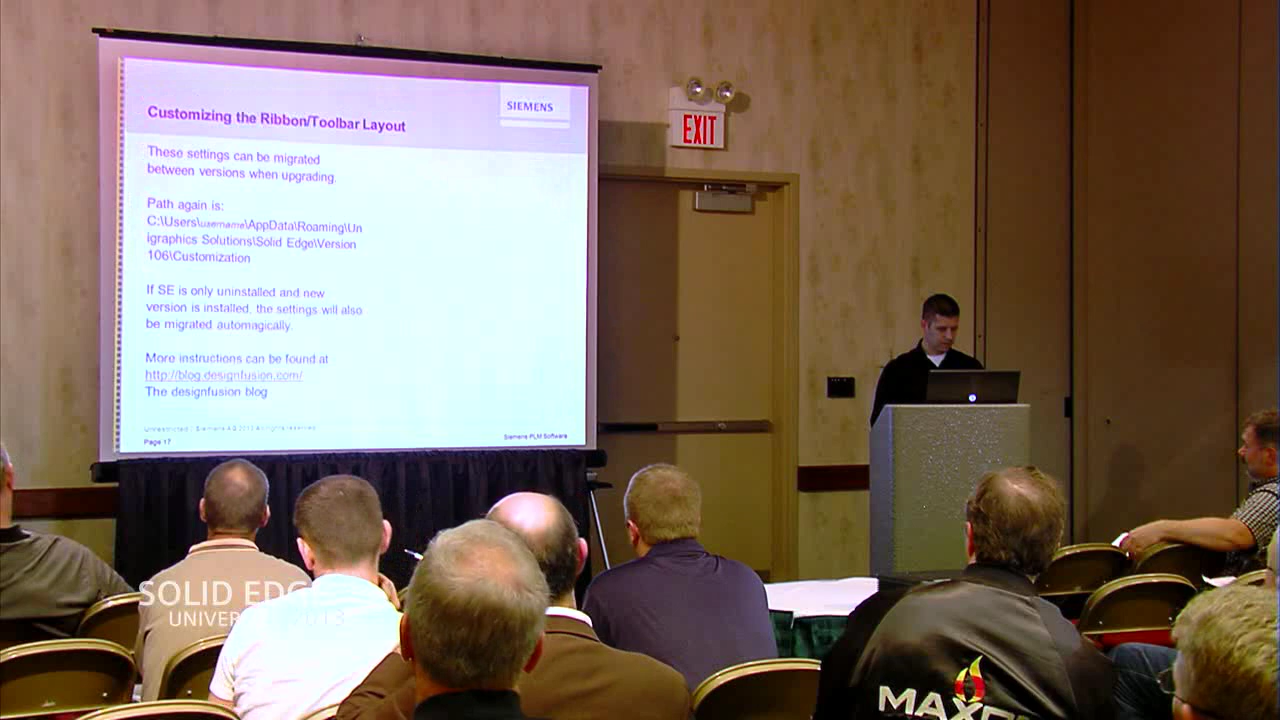 SIEMENS
Customizing the Ribbon/Toolbar Layout
These settings can be migrated
between versions when upgrading.
Path again is:
C:\Users\username\AppData\Roaming\Un
igraphics Solutions\Solid Edge\Version
106\Customization
If SE is only uninstalled and new
version is installed, the settings will also
be migrated automagically.
More instructions can be found at
http://blog.designfusion.com/
The designfusion blog
Page 17
Siemens PLM Software
EXIT
SOLID EDGE
2013